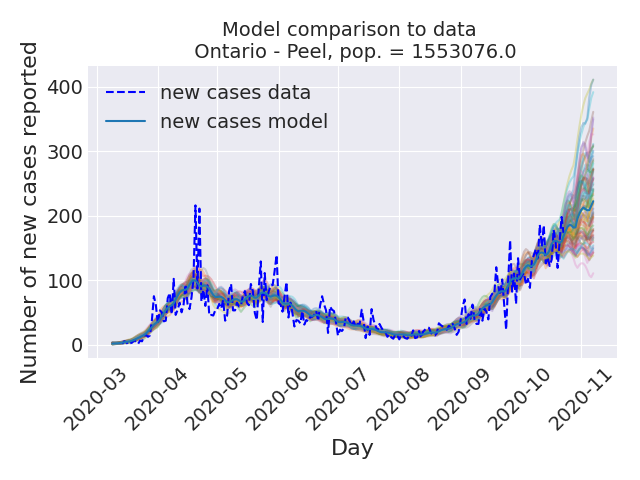 Model comparison to data
Ontario - Peel, pop. = 1553076.0
Number of new cases reported
400
300
200
100
0
new cases data
new cases model
2020-03
2020-04
2020-05
2020-06
2020-07
2020-08
2020-09
2020-10
2020-11
Day